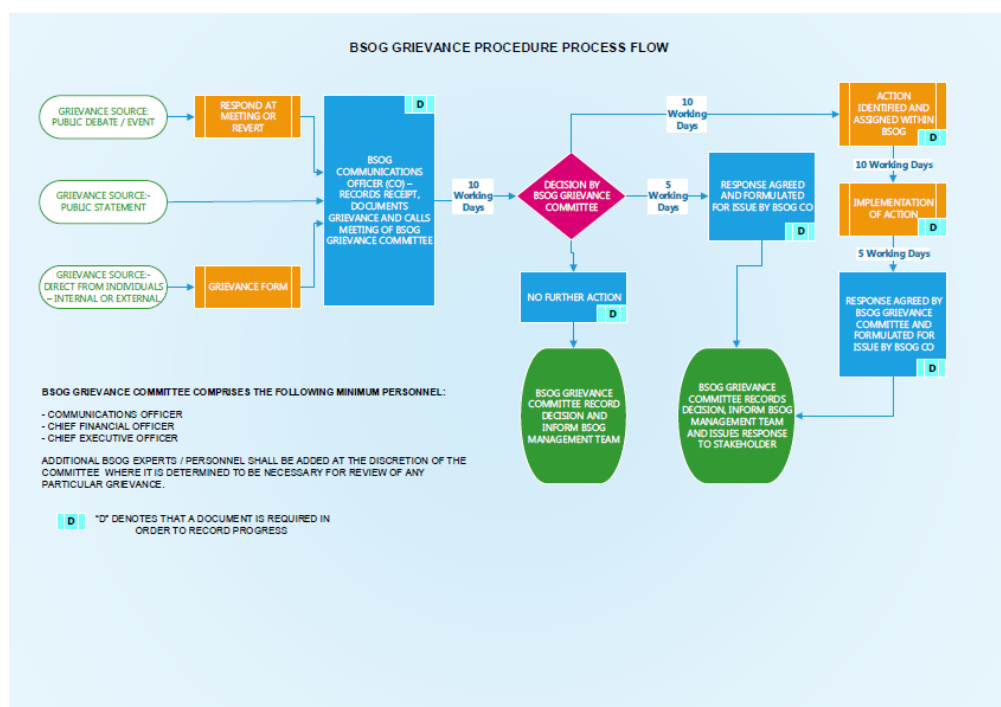 BSOG GRIEVANCE PROCEDURE PROCESS FLOW
GRIEVANCE SOURCE:
PUBLIC DEBATE / EVENT
RESPOND AT
MEETING OR
REVERT
GRIEVANCE SOURCE:-
PUBLIC STATEMENT
GRIEVANCE SOURCE:-
DIRECT FROM INDIVIDUALS
– INTERNAL OR EXTERNAL
GRIEVANCE FORM
D
BSOG
COMMUNICATIONS
OFFICER (CO) –
RECORDS RECEIPT,
DOCUMENTS
GRIEVANCE AND CALLS
MEETING OF BSOG
GRIEVANCE COMMITTEE
10
Working
Days
DECISION BY
BSOG GRIEVANCE
COMMITTEE
10
Working
Days
5
Working
Days
RESPONSE AGREED
AND FORMULATED
FOR ISSUE BY BSOG CO
D
ACTION
IDENTIFIED AND
ASSIGNED WITHIN
BSOG
D
10 Working Days
IMPLEMENTATION
OF ACTION
D
5 Working Days
RESPONSE AGREED BY
BSOG GRIEVANCE
COMMITTEE AND
FORMULATED FOR
ISSUE BY BSOG CO
D
NO FURTHER ACTION
D
BSOG GRIEVANCE
COMMITTEE RECORD
DECISION AND
INFORM BSOG
MANAGEMENT TEAM
BSOG GRIEVANCE
COMMITTEE RECORDS
DECISION, INFORM BSOG
MANAGEMENT TEAM
AND ISSUES RESPONSE
TO STAKEHOLDER
BSOG GRIEVANCE COMMITTEE COMPRISES THE FOLLOWING MINIMUM PERSONNEL:
- COMMUNICATIONS OFFICER
- CHIEF FINANCIAL OFFICER
- CHIEF EXECUTIVE OFFICER
ADDITIONAL BSOG EXPERTS / PERSONNEL SHALL BE ADDED AT THE DISCRETION OF THE
COMMITTEE WHERE IT IS DETERMINED TO BE NECESSARY FOR REVIEW OF ANY
PARTICULAR GRIEVANCE.
D
"D" DENOTES THAT A DOCUMENT IS REQUIRED IN
ORDER TO RECORD PROGRESS